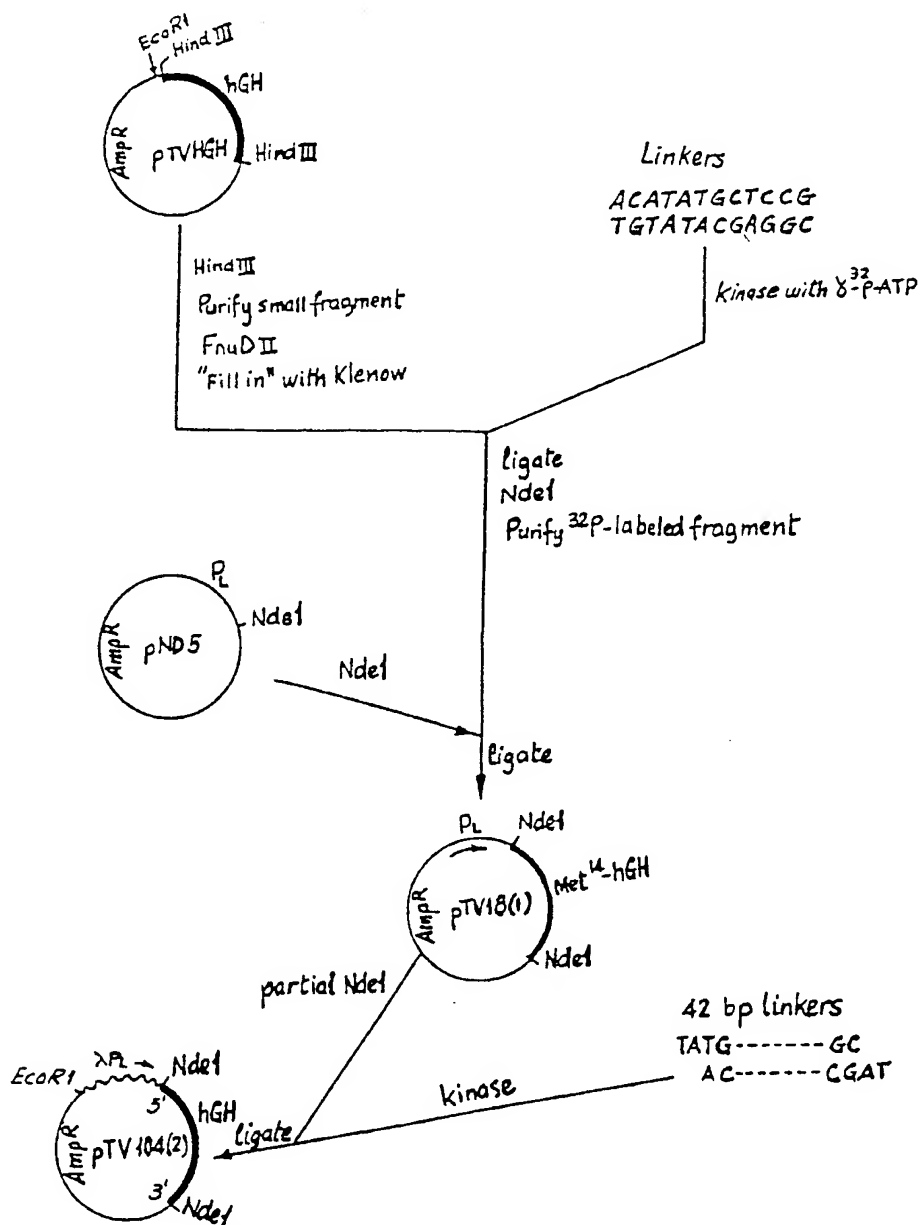 EcoR1
Hind III
hGH
AmpR
pTVHGH
Hind III
Linkers
ACATATGCTCCG
TGTATACGAGGC
Hind III
Purify small fragment
FnuD II
"Fill in" with Klenow
kinase with γ-³²P-ATP
ligate
Nde1
Purify ³²P-labeled fragment
PL
Nde1
AmpR
pND5
Nde1
ligate
PL
Nde1
Met¹⁴-hGH
AmpR
pTV18(1)
Nde1
partial Nde1
42 bp linkers
TATG-------GC
AC-------CGAT
kinase
ligate
EcoR1
λPL
Nde1
5'
hGH
AmpR
pTV104(2)
3'
Nde1